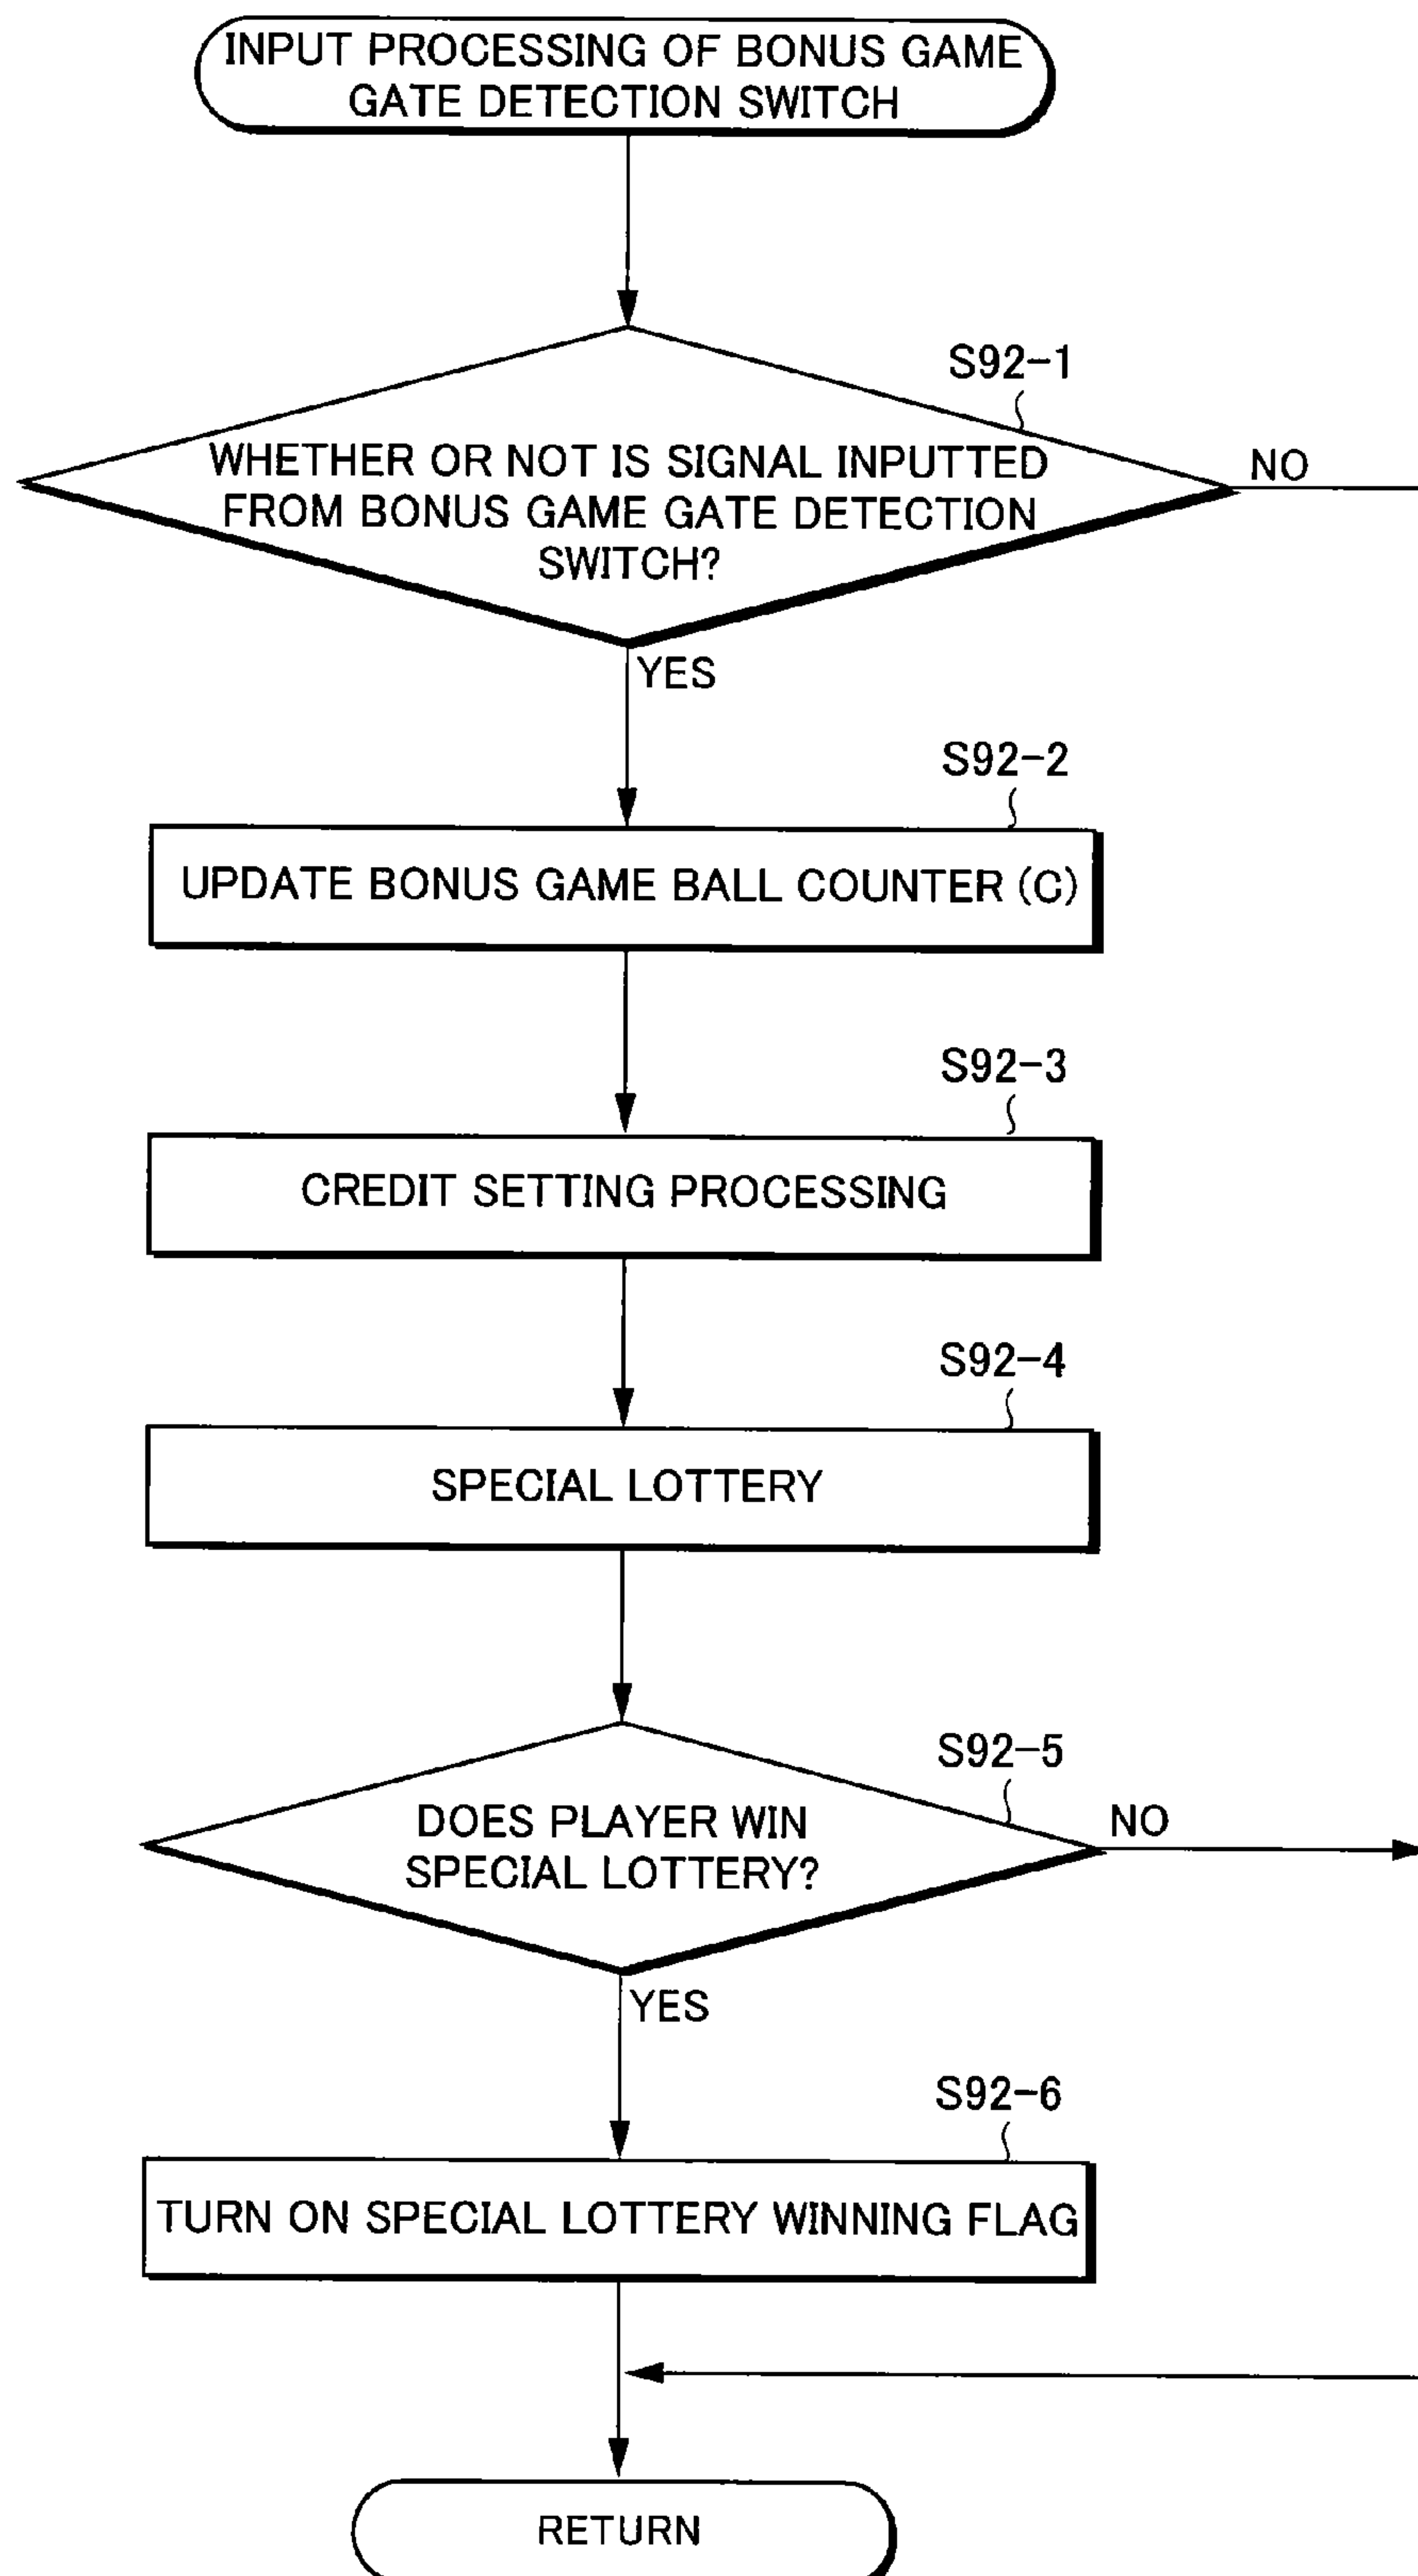 INPUT PROCESSING OF BONUS GAME
GATE DETECTION SWITCH
S92-1
WHETHER OR NOT IS SIGNAL INPUTTED
FROM BONUS GAME GATE DETECTION
SWITCH?
NO
YES
S92-2
UPDATE BONUS GAME BALL COUNTER (C)
S92-3
CREDIT SETTING PROCESSING
S92-4
SPECIAL LOTTERY
S92-5
DOES PLAYER WIN
SPECIAL LOTTERY?
NO
YES
S92-6
TURN ON SPECIAL LOTTERY WINNING FLAG
RETURN